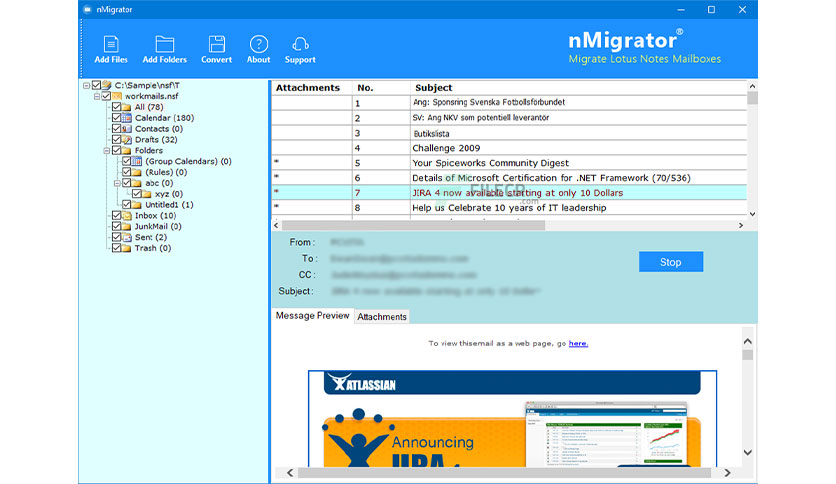 nMigrator
Add Files
Add Folders
Convert
About
Support
nMigrator®
Migrate Lotus Notes Mailboxes
C:\Sample\nsf\T
workmails.nsf
All (78)
Calendar (180)
Contacts (0)
Drafts (32)
Folders
(Group Calendars) (0)
(Rules) (0)
abc (0)
xyz (0)
Untitled1 (1)
Inbox (10)
JunkMail (0)
Sent (2)
Trash (0)
Attachments No. Subject
1 Ang: Sponsring Svenska Fotbollsförbundet
2 SV: Ang NKV som potentiell leverantör
3 Butikslista
4 Challenge 2009
* 5 Your Spiceworks Community Digest
* 6 Details of Microsoft Certification for .NET Framework (70/536)
* 7 JIRA 4 now available starting at only 10 Dollars
* 8 Help us Celebrate 10 years of IT leadership
FILECR
.com
From :
To :
CC :
Subject :
Stop
Message Preview
Attachments
To view thisemail as a web page, go here.
ATLASSIAN
Announcing
JIRA 4